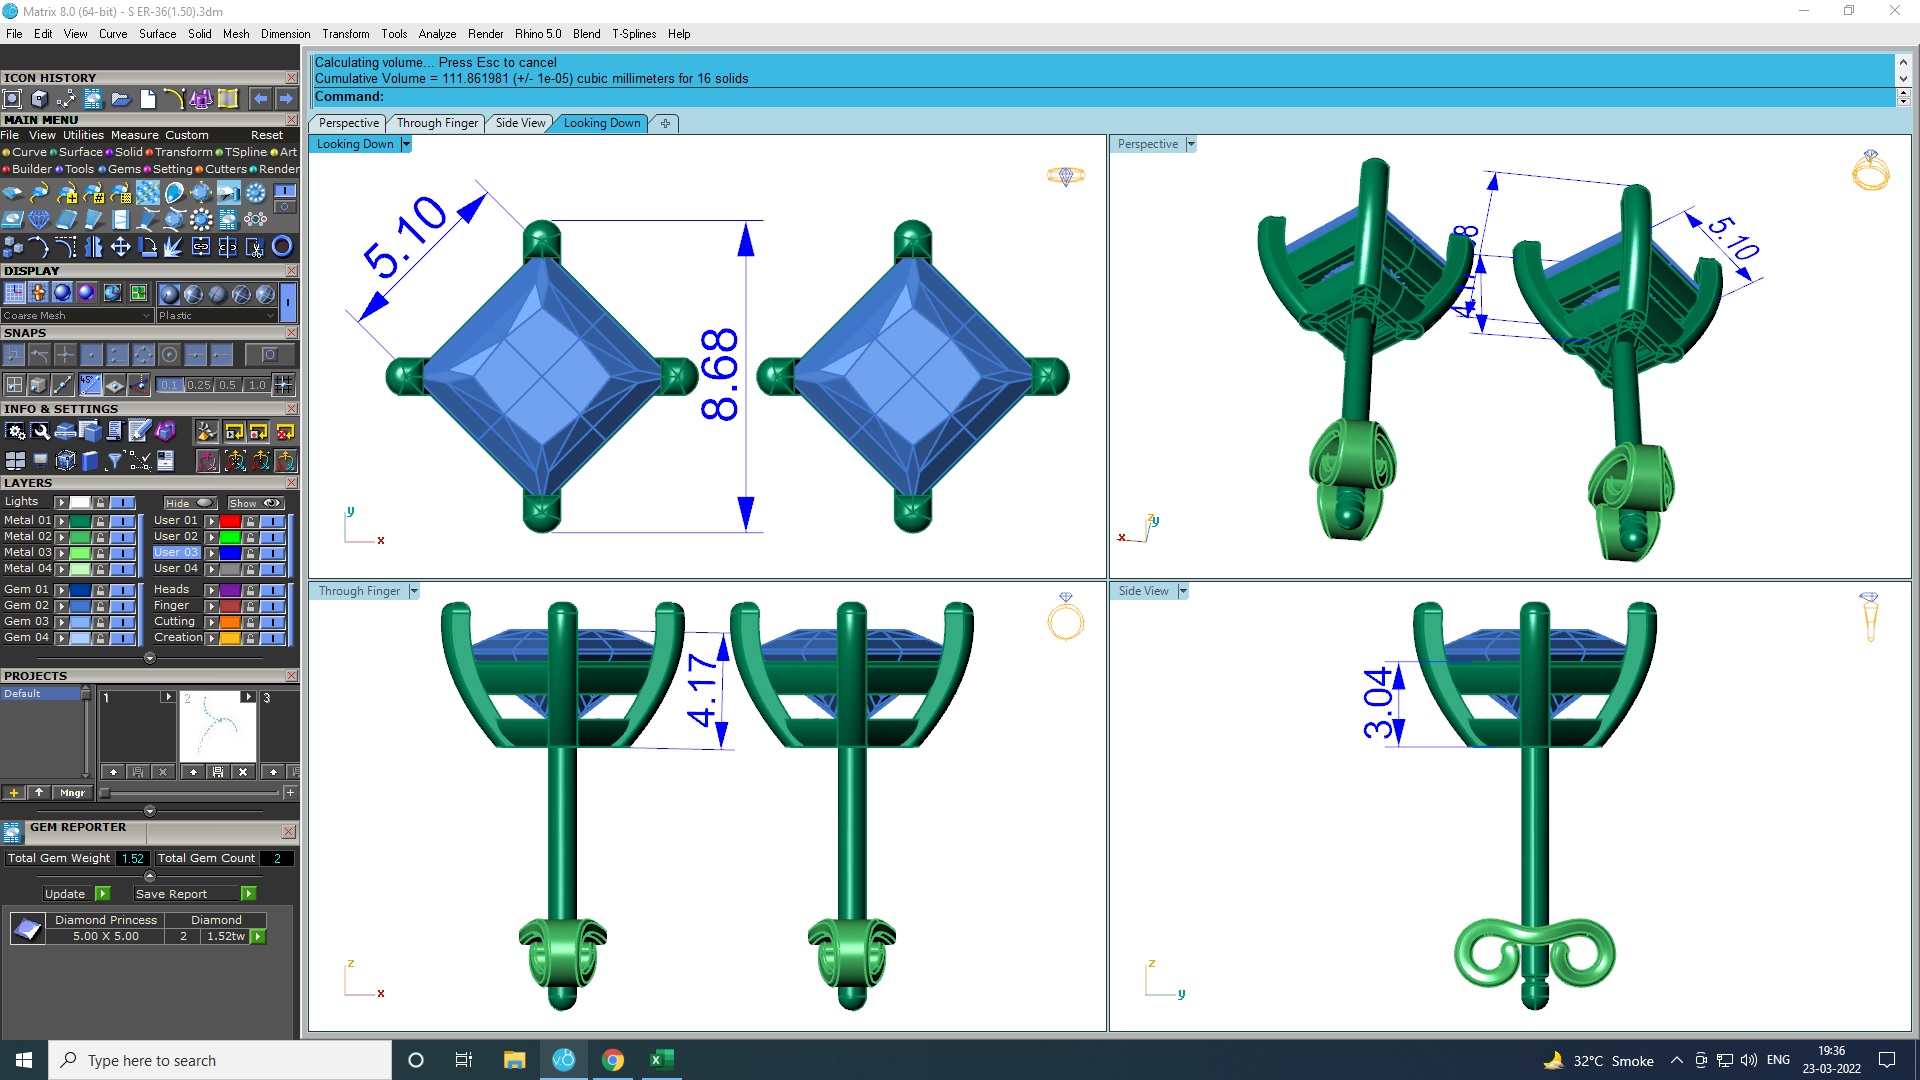 Matrix 8.0 (64-bit) - S ER-36(1.50).3dm
File Edit View Curve Surface Solid Mesh Dimension Transform Tools Analyze Render Rhino 5.0 Blend T-Splines Help
ICON HISTORY
MAIN MENU
File View Utilities Measure Custom Reset
Curve Surface Solid Transform TSpline Art
Builder Tools Gems Setting Cutters Render
DISPLAY
Coarse Mesh Plastic
SNAPS
0.1 0.25 0.5 1.0
INFO & SETTINGS
LAYERS
Lights Hide Show
Metal 01 User 01
Metal 02 User 02
Metal 03 User 03
Metal 04 User 04
Gem 01 Heads
Gem 02 Finger
Gem 03 Cutting
Gem 04 Creation
PROJECTS
Default
1 2 3
Mngr
GEM REPORTER
Total Gem Weight 1.52 Total Gem Count 2
Update Save Report
Diamond Princess Diamond
5.00 X 5.00 2 1.52tw
Calculating volume... Press Esc to cancel
Cumulative Volume = 111.861981 (+/- 1e-05) cubic millimeters for 16 solids
Command:
Perspective Through Finger Side View Looking Down
Looking Down
5.10
8.68
y
x
Perspective
5.10
z
y
x
Through Finger
4.17
z
x
Side View
3.04
z
y
Type here to search
32°C Smoke
ENG
19:36
23-03-2022